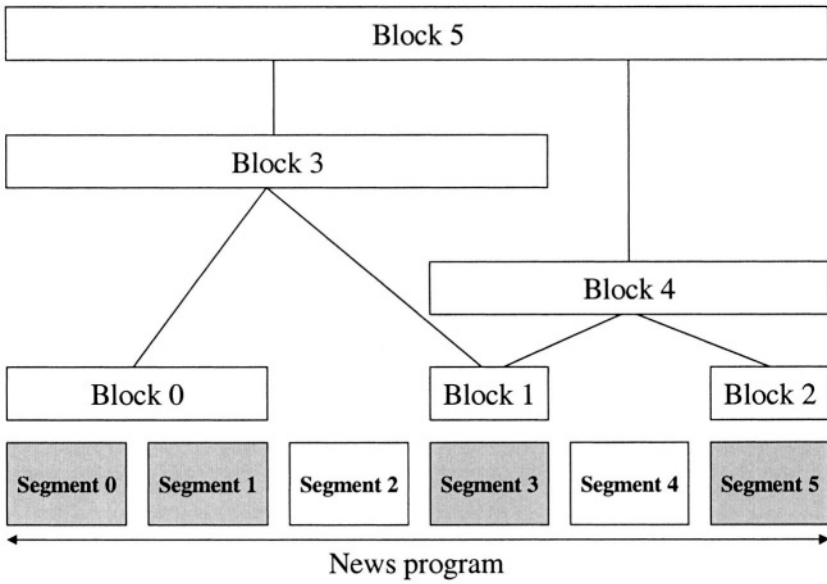 Block 5
Block 3
Block 4
Block 0
Block 1
Block 2
Segment 0
Segment 1
Segment 2
Segment 3
Segment 4
Segment 5
News program